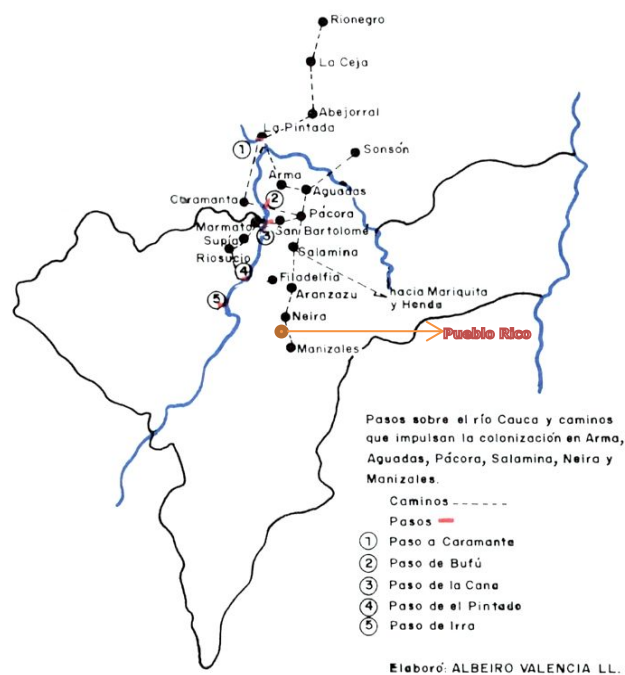 Rionegro
La Ceja
Abejorral
La Pintada
1
Sonsón
Arma
2
Aguadas
Caramanta
Pácora
Marmato
3
San Bartolomé
Supía
Salamina
Riosucio
4
Filadelfia
hacia Mariquita
y Honda
Aranzazu
5
Neira
Pueblo Rico
Manizales
Pasos sobre el río Cauca y caminos
que impulsan la colonización en Arma,
Aguadas, Pácora, Salamina, Neira y
Manizales.
Caminos
Pasos
1 Paso a Caramanta
2 Paso de Bufú
3 Paso de la Cana
4 Paso de el Pintado
5 Paso de Irra
Elaboró: ALBEIRO VALENCIA LL.